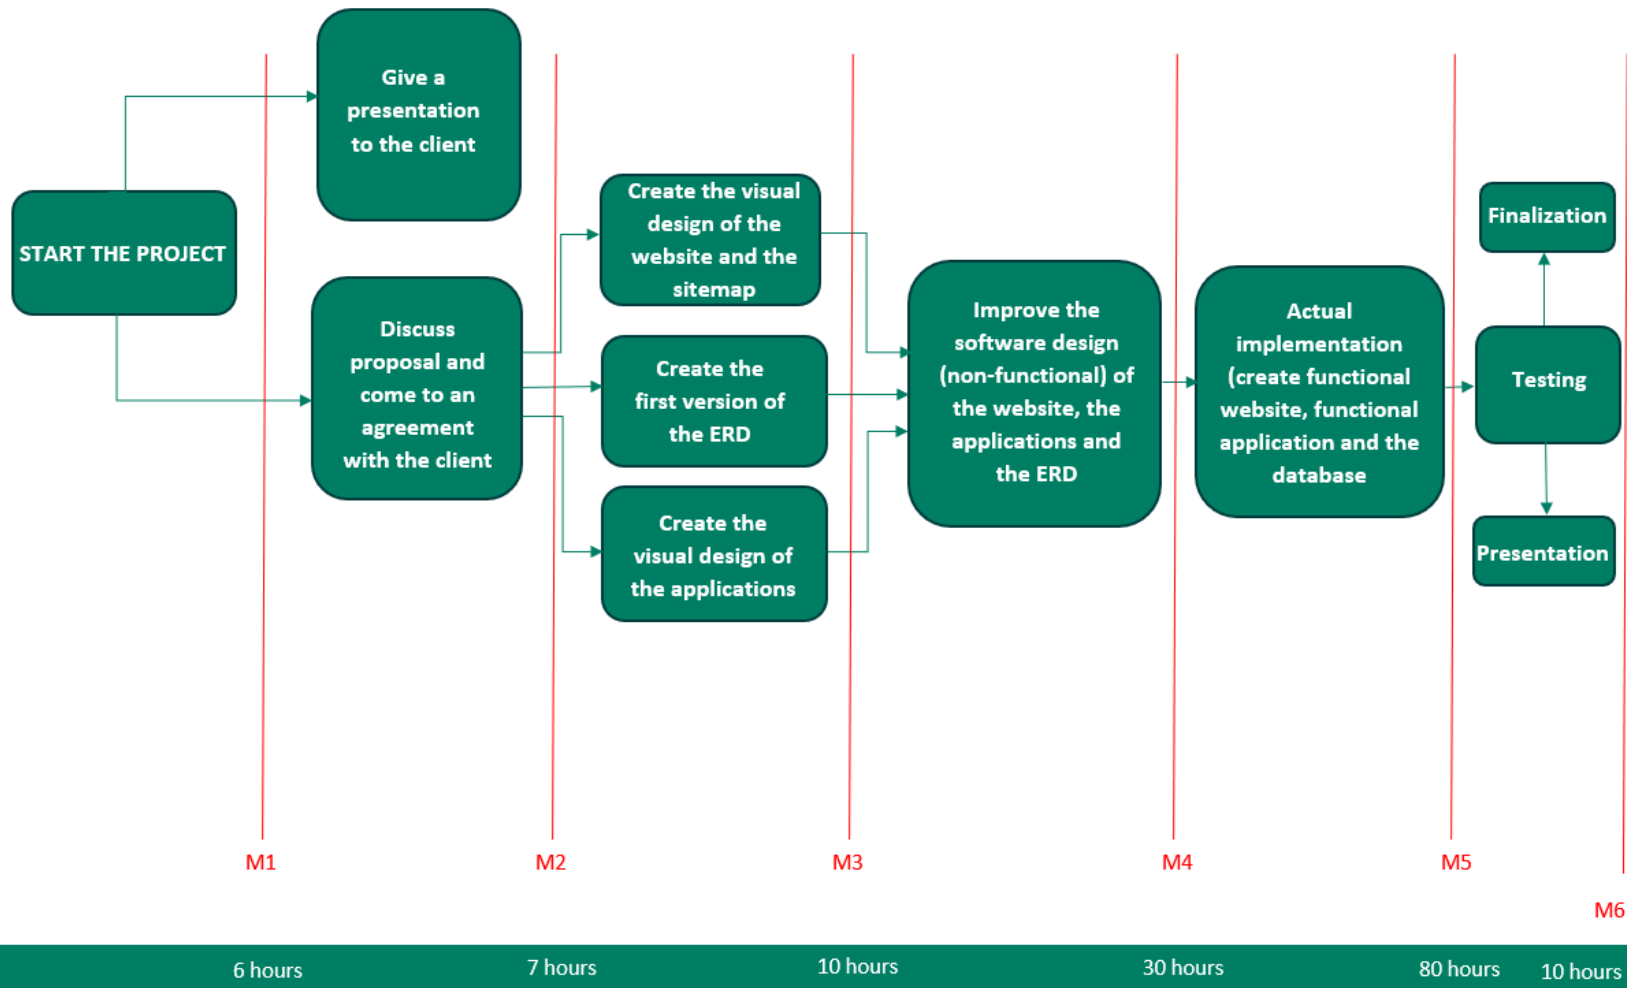 Give a
presentation
to the client
START THE PROJECT
Discuss
proposal and
come to an
agreement
with the client
Create the visual
design of the
website and the
sitemap
Create the
first version of
the ERD
Create the
visual design of
the applications
Improve the
software design
(non-functional) of
the website, the
applications and
the ERD
Actual
implementation
(create functional
website, functional
application and the
database
Finalization
Testing
Presentation
M1
M2
M3
M4
M5
M6
6 hours
7 hours
10 hours
30 hours
80 hours
10 hours